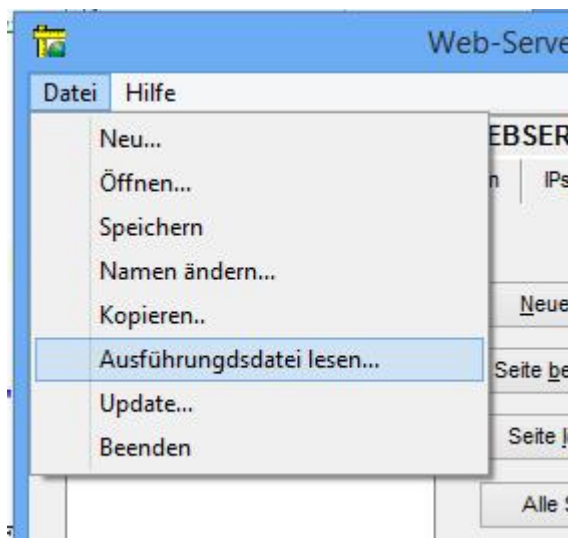 Web-Serve
Datei Hilfe
Neu...
Öffnen...
Speichern
Namen ändern...
Kopieren..
Ausführungdsdatei lesen...
Update...
Beenden
EBSER
n IPs
Neue
Seite be
Seite l
Alle S